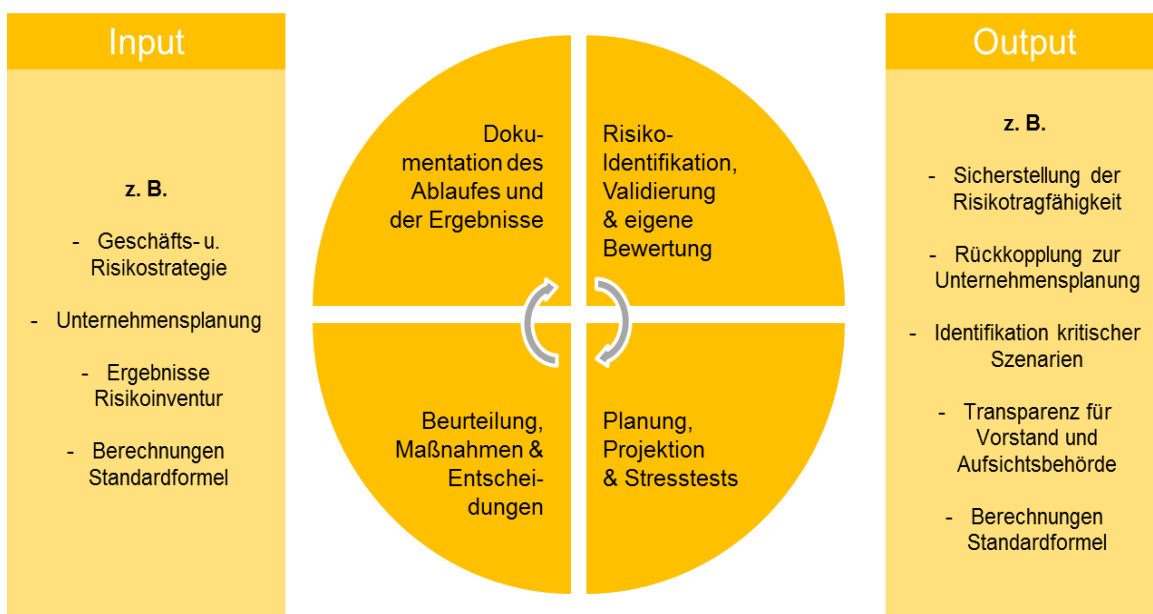 Input
z. B.
- Geschäfts- u.
Risikostrategie
- Unternehmensplanung
- Ergebnisse
Risikoinventur
- Berechnungen
Standardformel
Doku-
mentation des
Ablaufes und
der Ergebnisse
Risiko-
Identifikation,
Validierung
& eigene
Bewertung
Beurteilung,
Maßnahmen &
Entschei-
dungen
Planung,
Projektion
& Stresstests
Output
z. B.
- Sicherstellung der
Risikotragfähigkeit
- Rückkopplung zur
Unternehmensplanung
- Identifikation kritischer
Szenarien
- Transparenz für
Vorstand und
Aufsichtsbehörde
- Berechnungen
Standardformel